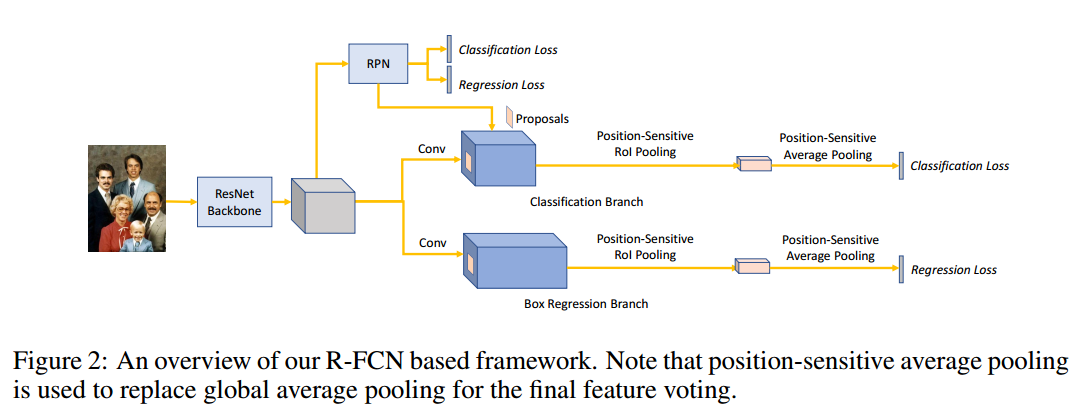 Classification Loss
RPN
Regression Loss
Proposals
Conv
Position-Sensitive
RoI Pooling
Position-Sensitive
Average Pooling
Classification Loss
ResNet
Backbone
Classification Branch
Conv
Position-Sensitive
RoI Pooling
Position-Sensitive
Average Pooling
Regression Loss
Box Regression Branch
Figure 2: An overview of our R-FCN based framework. Note that position-sensitive average pooling
is used to replace global average pooling for the final feature voting.